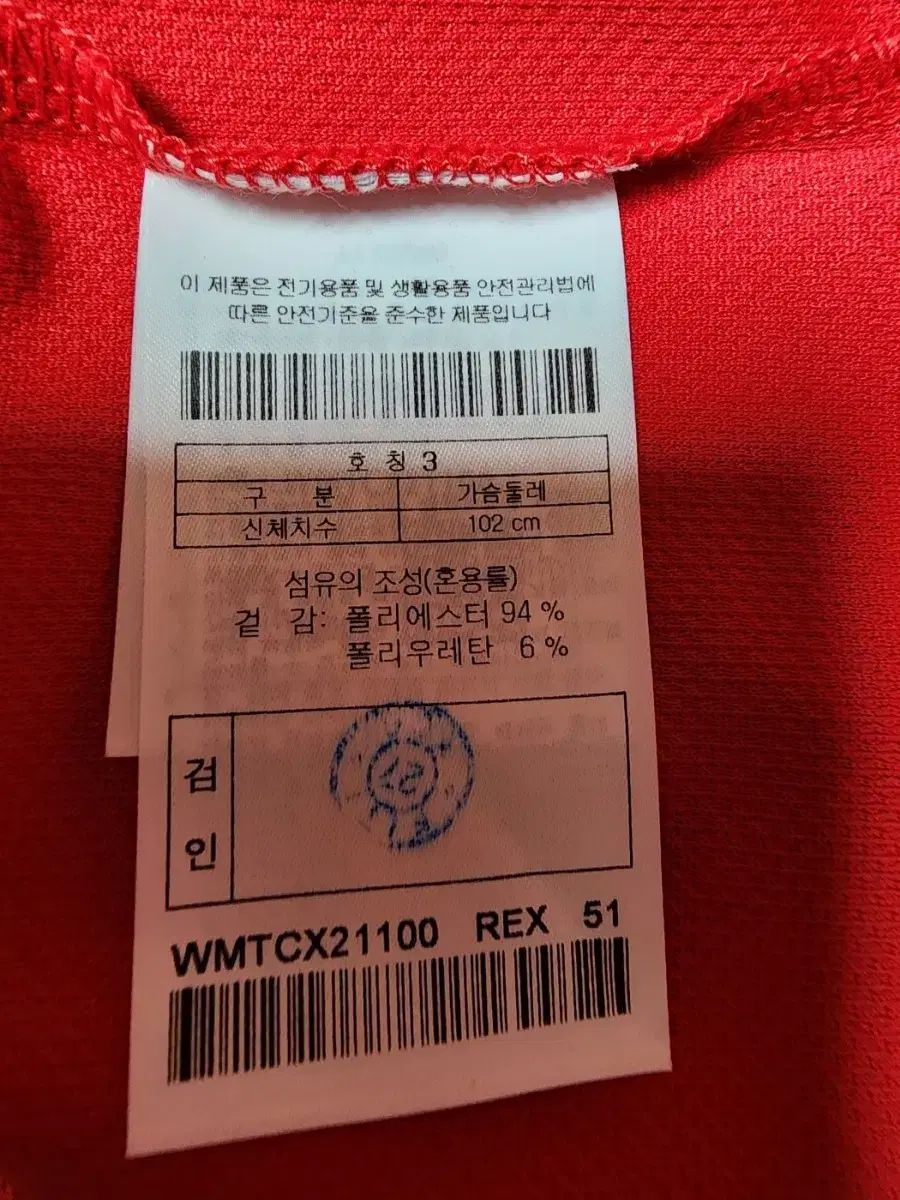 이 제품은 전기용품 및 생활용품 안전관리법에
따른 안전기준을 준수한 제품입니다
호 칭 3
구 분 가슴둘레
신체치수 102 cm
섬유의 조성(혼용률)
겉 감: 폴리에스터 94 %
폴리우레탄 6 %
검
인
WMTCX21100 REX 51